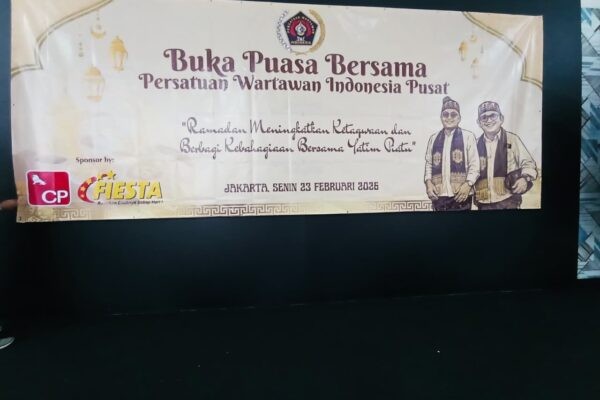 Buka Puasa Bersama
Persatuan Wartawan Indonesia Pusat
"Ramadan Meningkatkan Ketaqwaan dan
Berbagi Kebahagiaan Bersama Yatim Piatu"
Sponsor by:
CP
FIESTA
JAKARTA, SENIN 23 FEBRUARI 2026